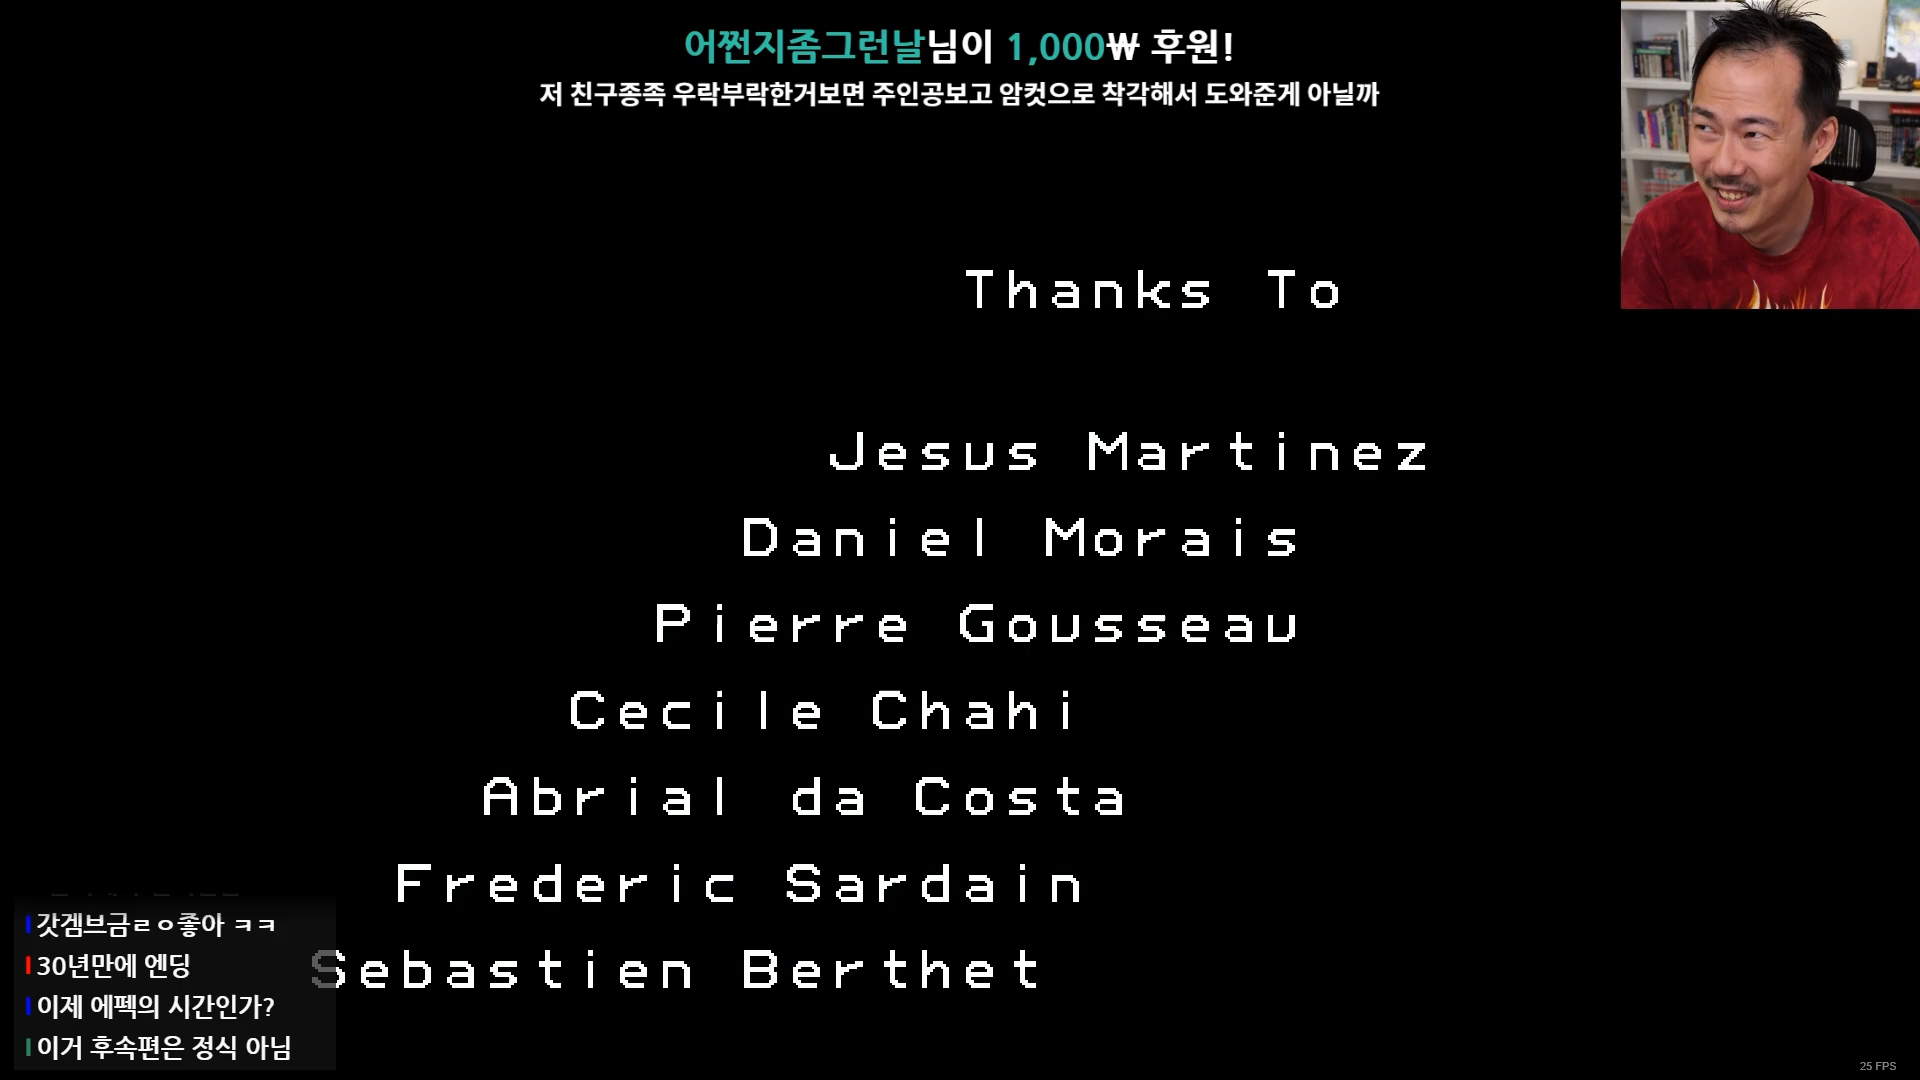 어쩐지좀그런날님이 1,000₩ 후원!
저 친구종족 우락부락한거보면 주인공보고 암컷으로 착각해서 도와준게 아닐까
Thanks To
Jesus Martinez
Daniel Morais
Pierre Gousseau
Cecile Chahi
Abrial da Costa
Frederic Sardain
Sebastien Berthet
갓겜브금ㄹㅇ좋아 ㅋㅋ
30년만에 엔딩
이제 에펙의 시간인가?
이거 후속편은 정식 아님
25 FPS